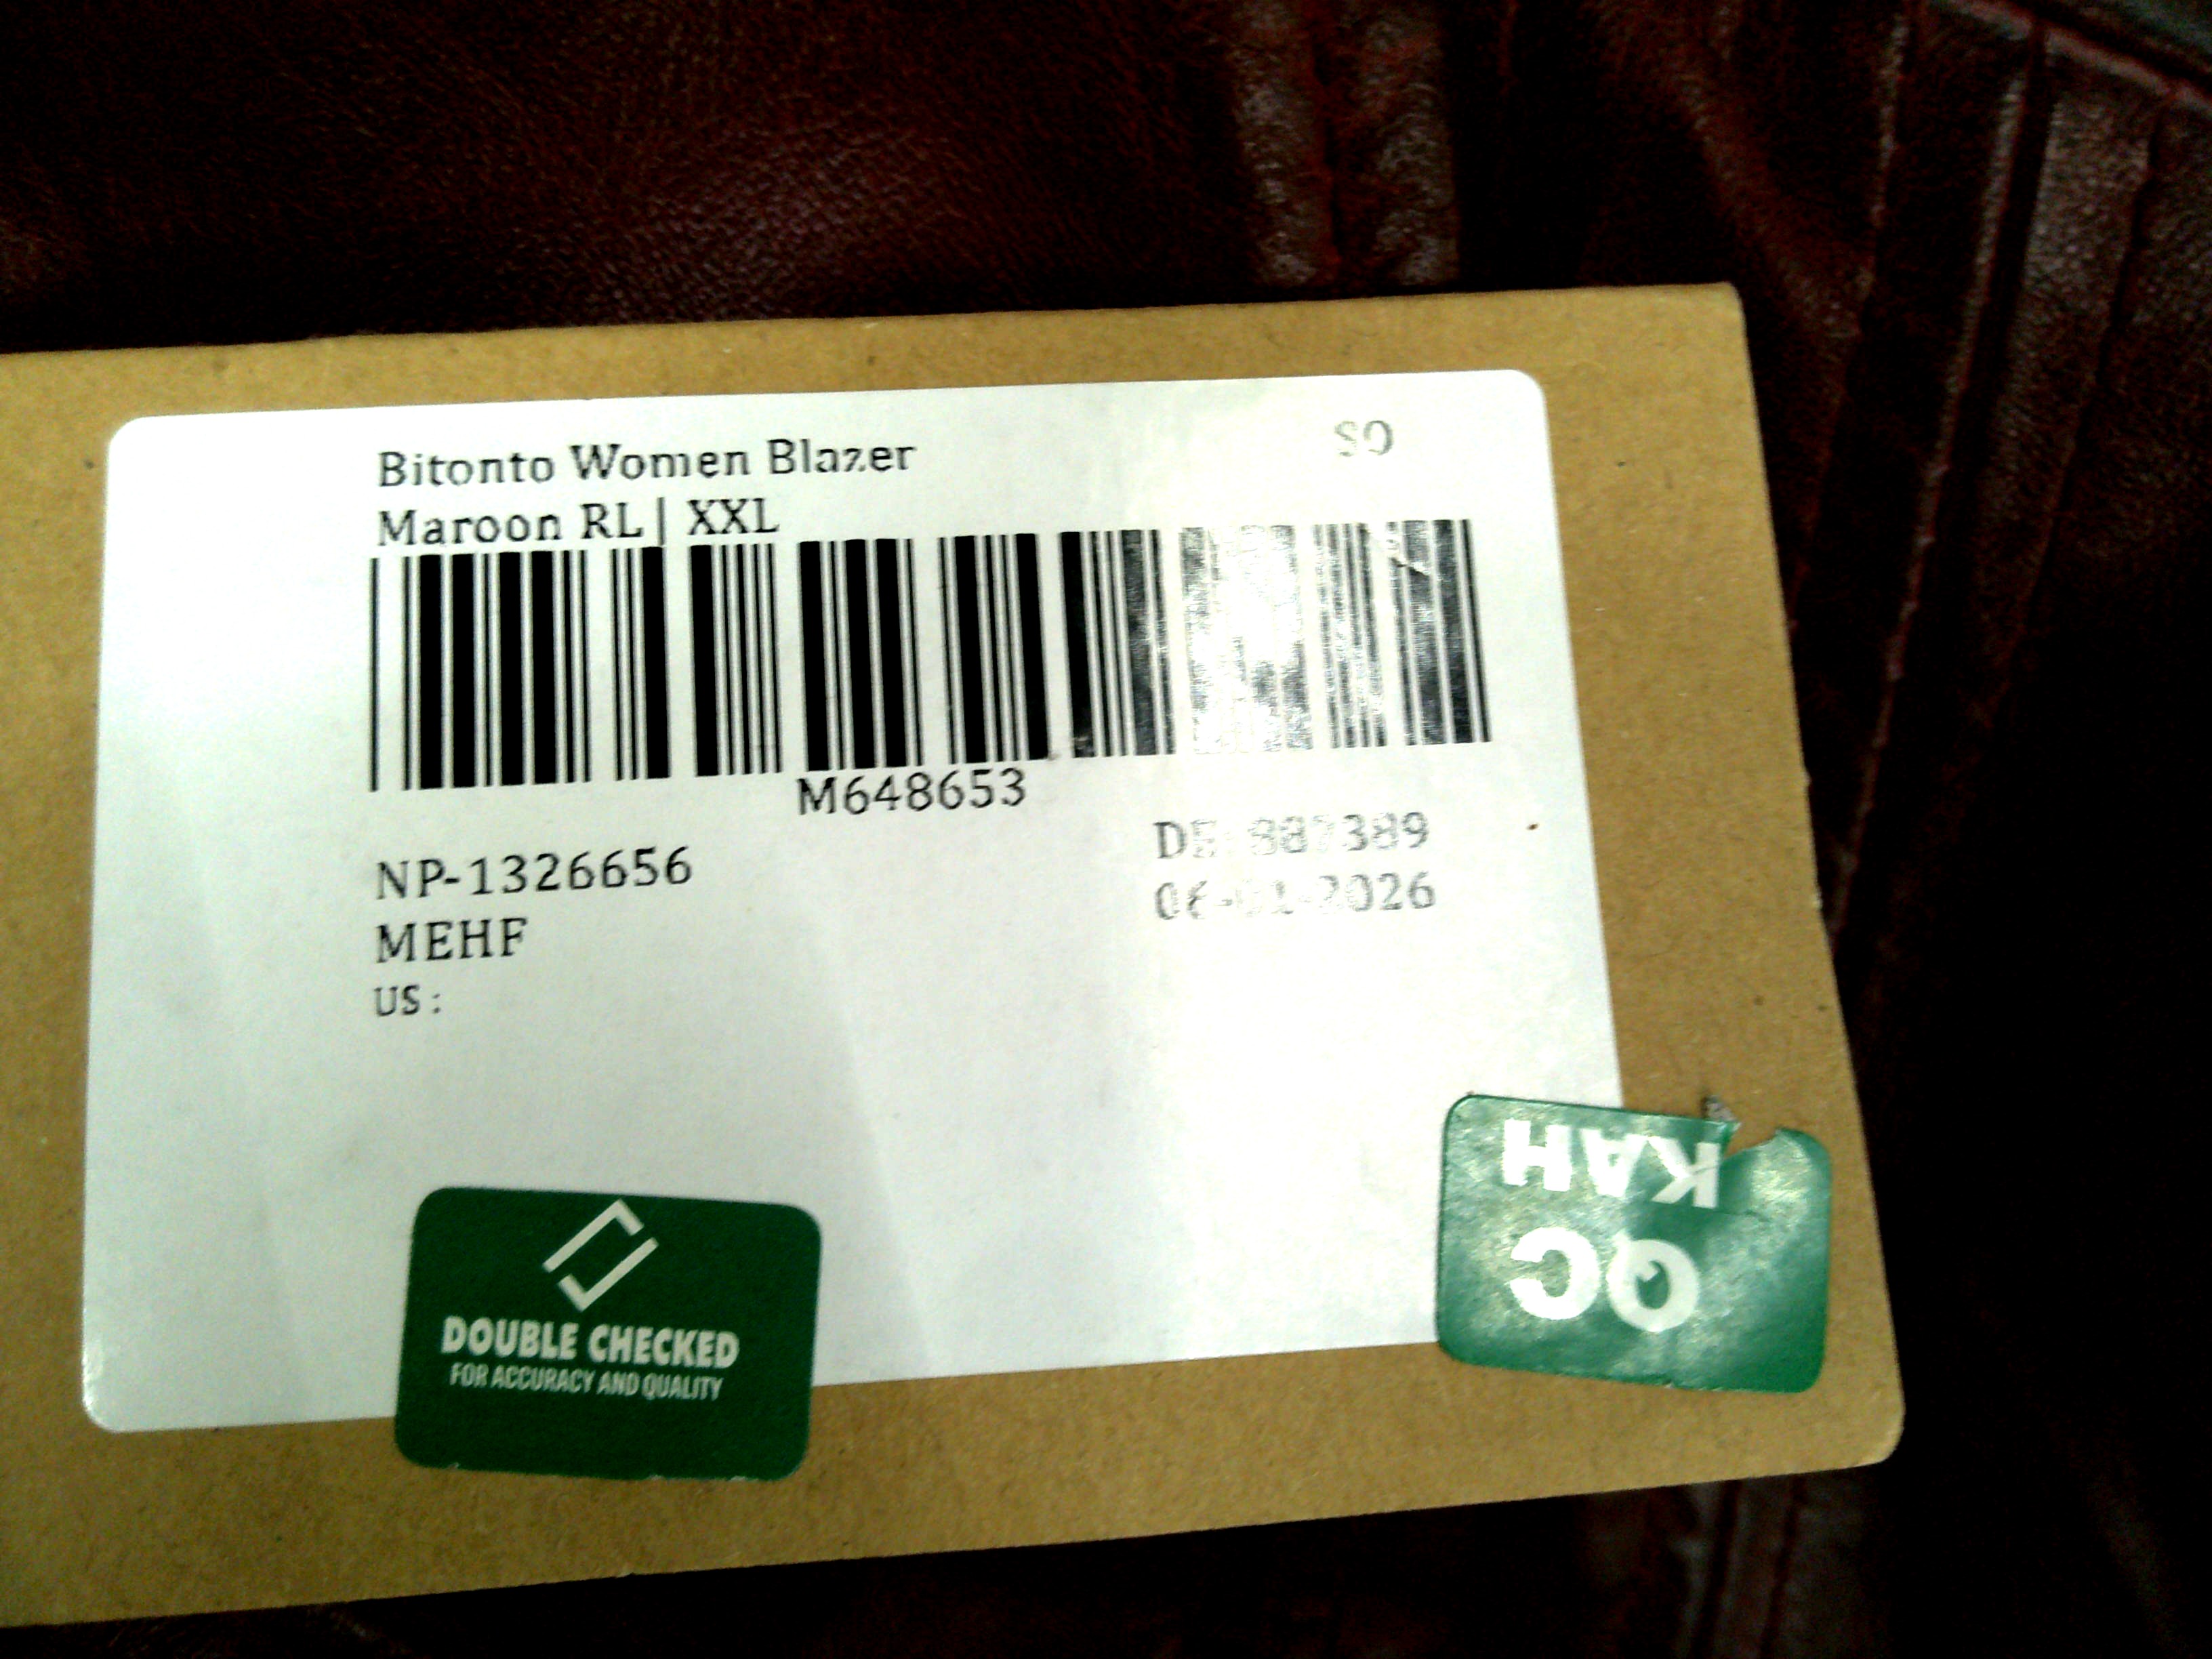 Bitonto Women Blazer
SO
Maroon RL | XXL
M648653
NP-1326656
MEHF
US :
DOUBLE CHECKED
FOR ACCURACY AND QUALITY
QC
KAH